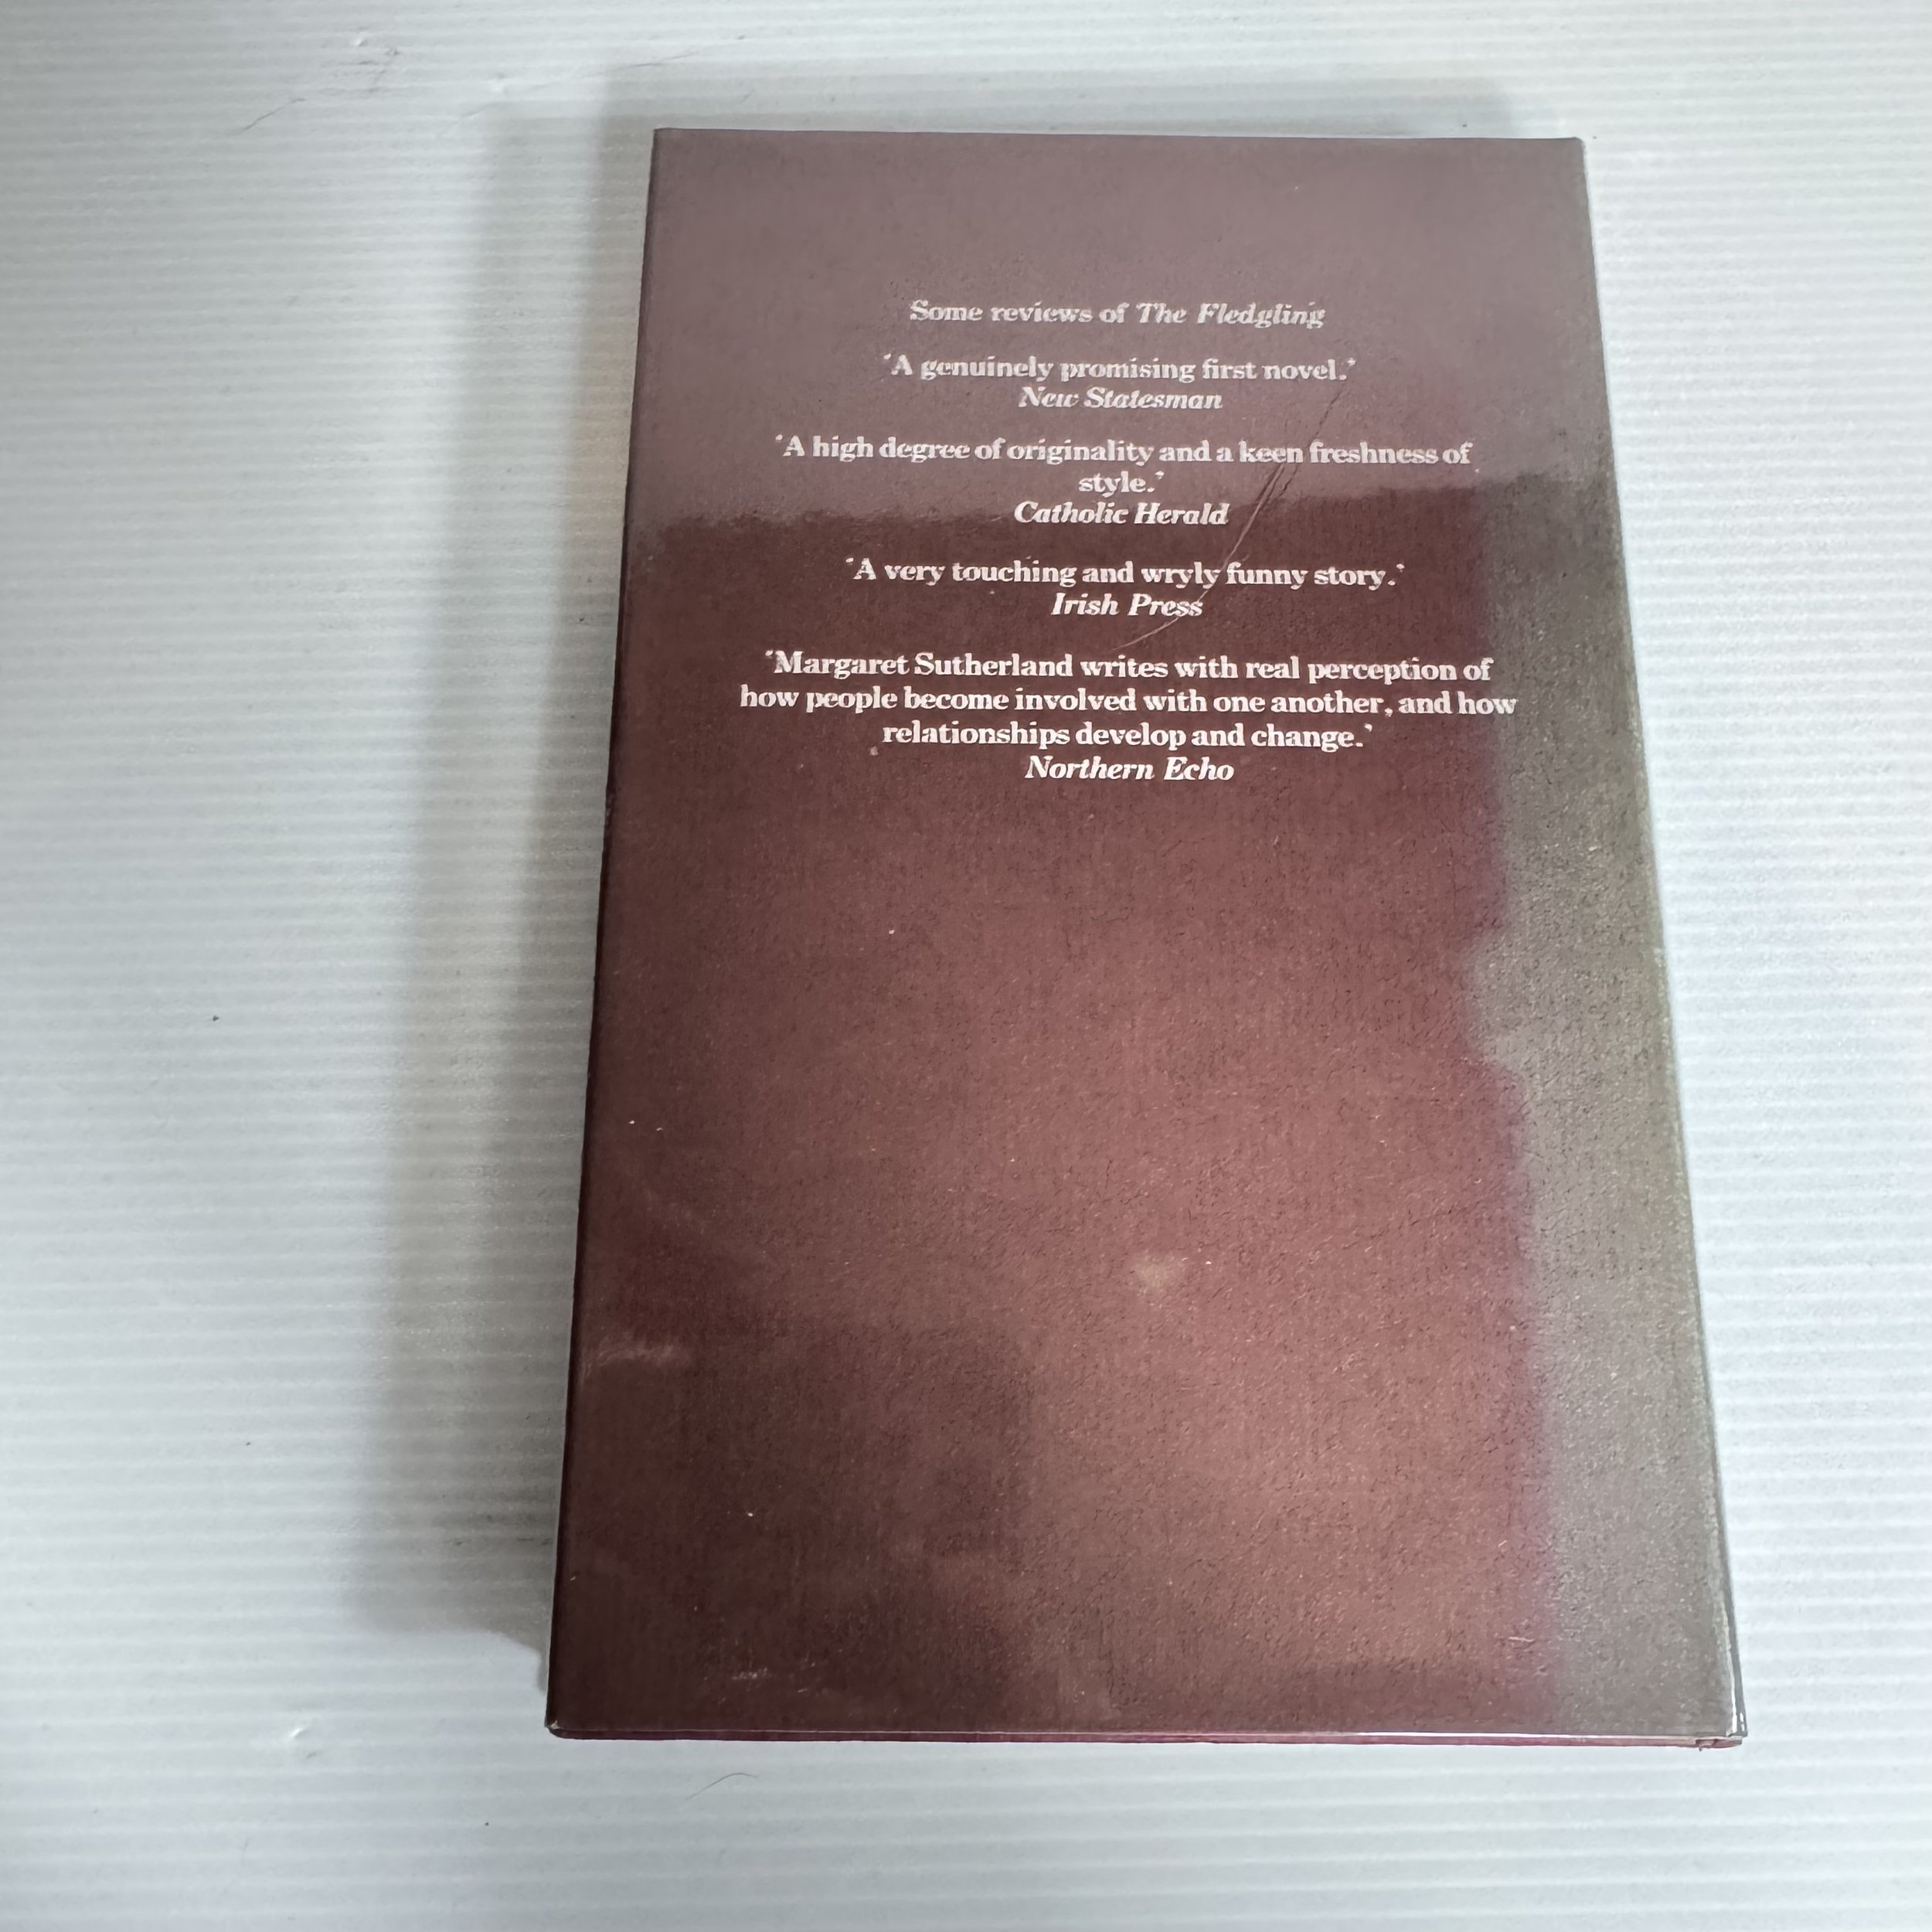 Some reviews of The Fledgling
'A genuinely promising first novel.'
New Statesman
'A high degree of originality and a keen freshness of
style.'
Catholic Herald
'A very touching and wryly funny story.'
Irish Press
'Margaret Sutherland writes with real perception of
how people become involved with one another, and how
relationships develop and change.'
Northern Echo